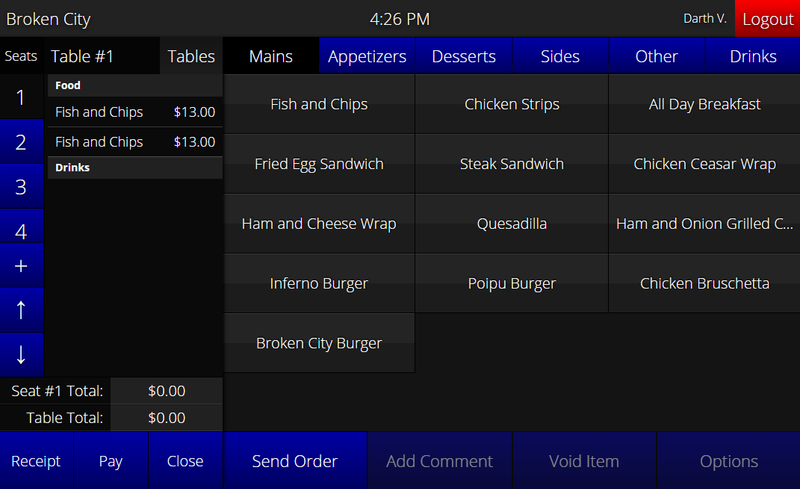 Broken City 4:26 PM Darth V. Logout
Seats Table #1 Tables Mains Appetizers Desserts Sides Other Drinks
1
2
3
4
+
↑
↓
Food
Fish and Chips $13.00
Fish and Chips $13.00
Drinks
Seat #1 Total: $0.00
Table Total: $0.00
Fish and Chips Chicken Strips All Day Breakfast
Fried Egg Sandwich Steak Sandwich Chicken Ceasar Wrap
Ham and Cheese Wrap Quesadilla Ham and Onion Grilled C...
Inferno Burger Poipu Burger Chicken Bruschetta
Broken City Burger
Receipt Pay Close Send Order Add Comment Void Item Options